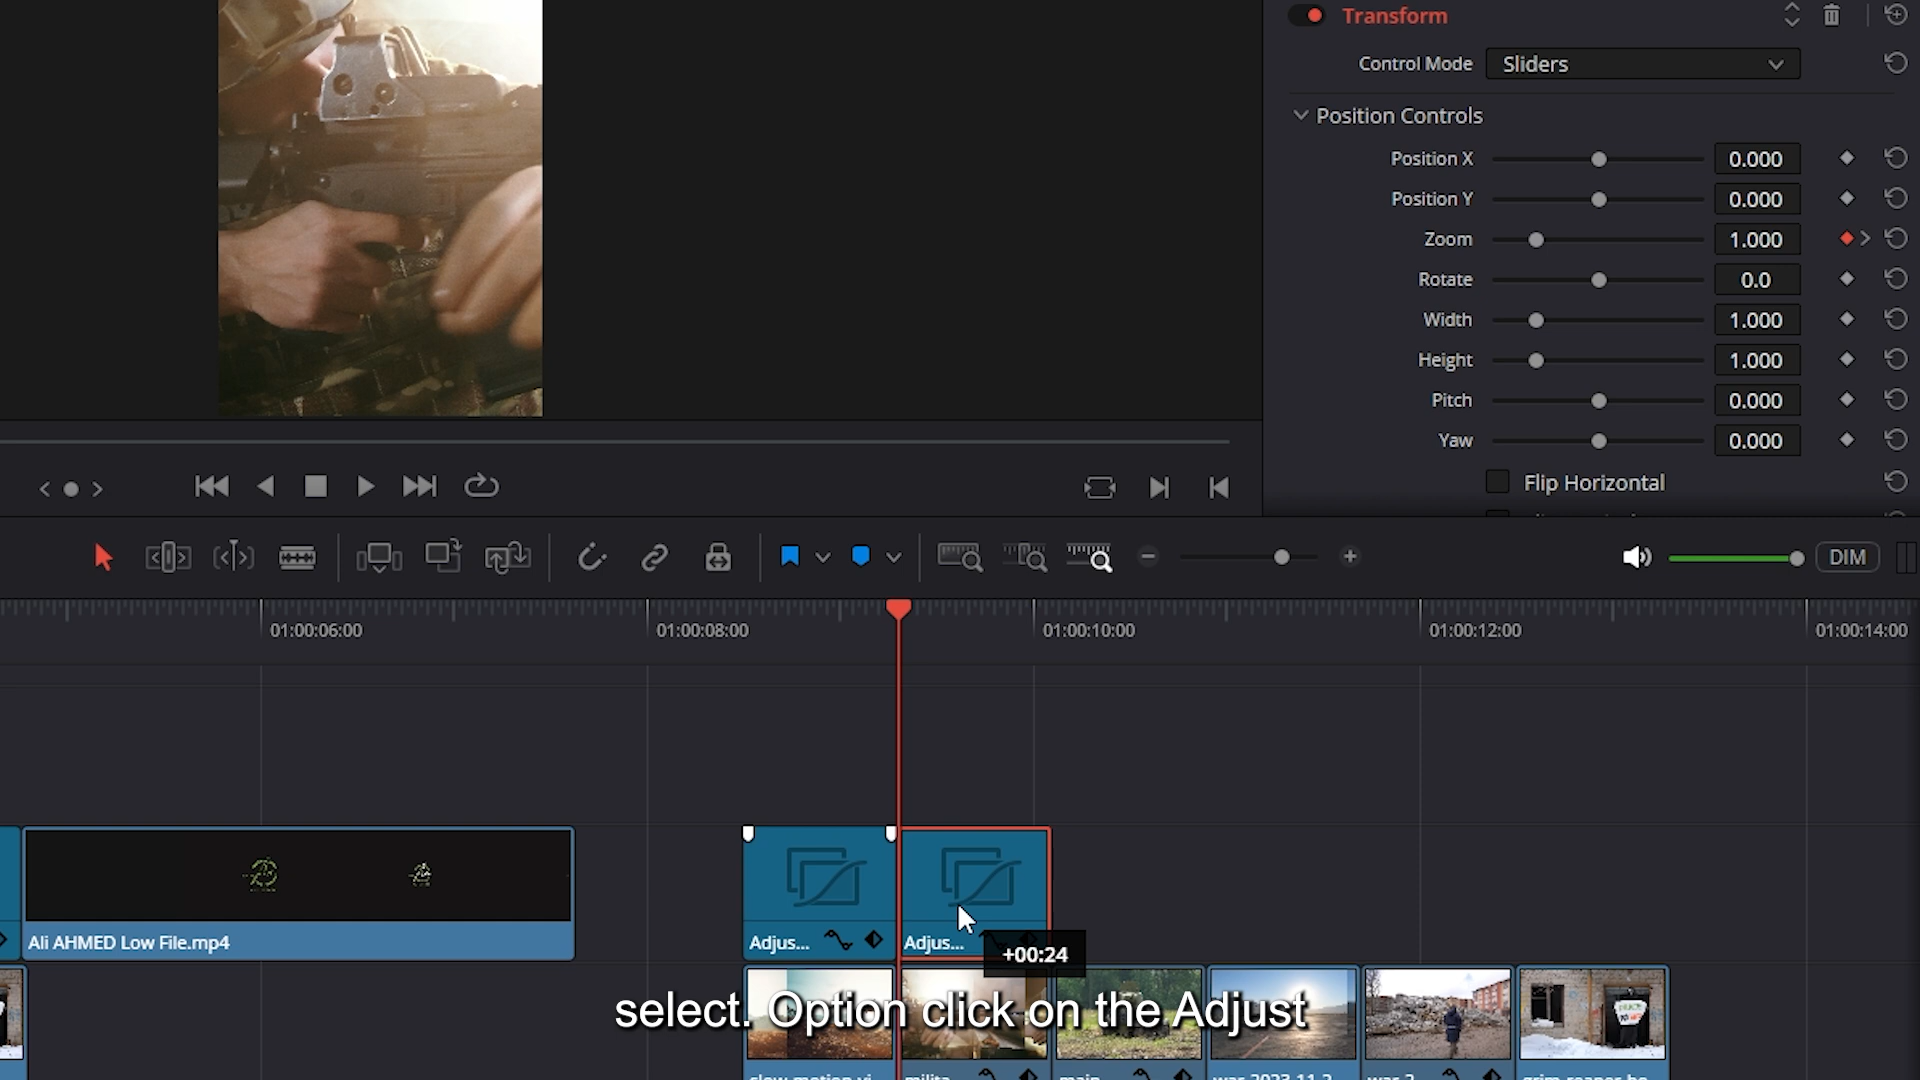 Transform
Control Mode Sliders
Position Controls
Position X 0.000
Position Y 0.000
Zoom 1.000
Rotate 0.0
Width 1.000
Height 1.000
Pitch 0.000
Yaw 0.000
Flip Horizontal
DIM
01:00:06:00 01:00:08:00 01:00:10:00 01:00:12:00 01:00:14:00
Ali AHMED Low File.mp4 Adjus... Adjus...
+00:24
select. Option click on the Adjust